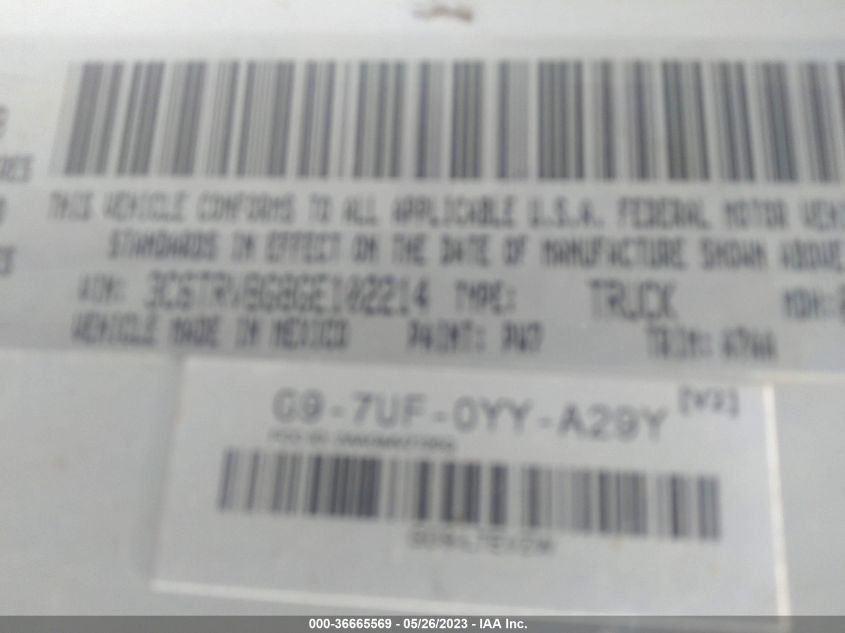 THIS VEHICLE CONFORMS TO ALL APPLICABLE U.S.A. FEDERAL MOTOR
STANDARDS IN EFFECT ON THE DATE OF MANUFACTURE SHOWN ABOVE
VIN: 3C6TRVBG8GE102214 TYPE: TRUCK MDH:
VEHICLE MADE IN MEXICO PAINT: PW7 TRIM:
G9-7UF-0YY-A29Y [V2]
000-36665569 - 05/26/2023 - IAA Inc.